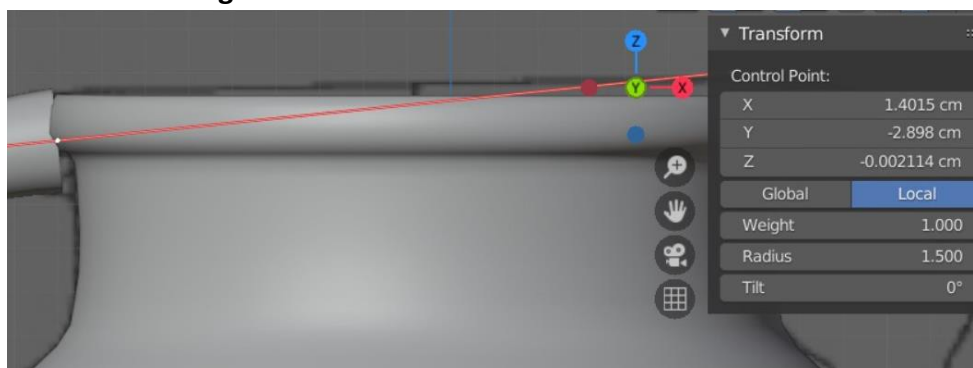 Z
Y
X
Transform
Control Point:
X 1.4015 cm
Y -2.898 cm
Z -0.002114 cm
Global Local
Weight 1.000
Radius 1.500
Tilt 0°